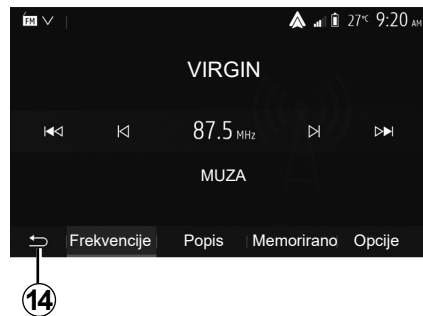 FM 27°C 9:20 AM
VIRGIN
87.5 MHz
MUZA
Frekvencije Popis Memorirano Opcije
14